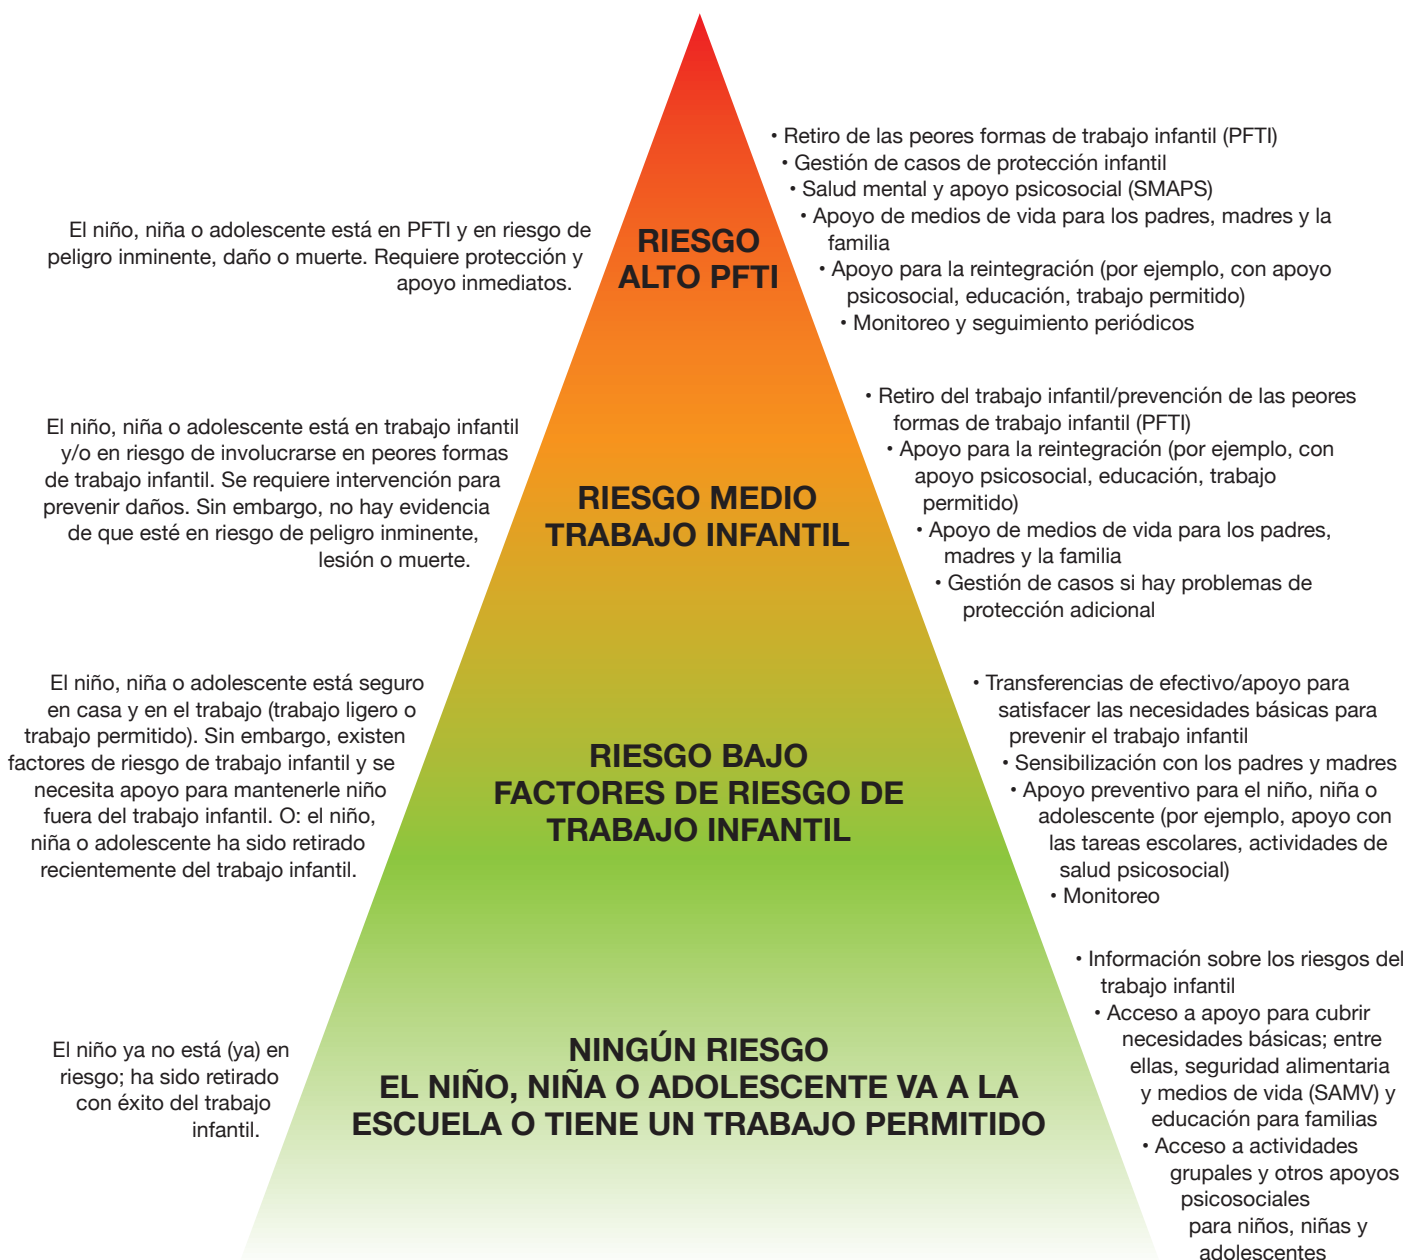 • Retiro de las peores formas de trabajo infantil (PFTI)
• Gestión de casos de protección infantil
• Salud mental y apoyo psicosocial (SMAPS)
• Apoyo de medios de vida para los padres, madres y la
familia
• Apoyo para la reintegración (por ejemplo, con apoyo
psicosocial, educación, trabajo permitido)
• Monitoreo y seguimiento periódicos
El niño, niña o adolescente está en PFTI y en riesgo de
peligro inminente, daño o muerte. Requiere protección y
apoyo inmediatos.
RIESGO
ALTO PFTI
• Retiro del trabajo infantil/prevención de las peores
formas de trabajo infantil (PFTI)
• Apoyo para la reintegración (por ejemplo, con
apoyo psicosocial, educación, trabajo
permitido)
• Apoyo de medios de vida para los padres,
madres y la familia
• Gestión de casos si hay problemas de
protección adicional
El niño, niña o adolescente está en trabajo infantil
y/o en riesgo de involucrarse en peores formas
de trabajo infantil. Se requiere intervención para
prevenir daños. Sin embargo, no hay evidencia
de que esté en riesgo de peligro inminente,
lesión o muerte.
RIESGO MEDIO
TRABAJO INFANTIL
El niño, niña o adolescente está seguro
en casa y en el trabajo (trabajo ligero o
trabajo permitido). Sin embargo, existen
factores de riesgo de trabajo infantil y se
necesita apoyo para mantenerle niño
fuera del trabajo infantil. O: el niño,
niña o adolescente ha sido retirado
recientemente del trabajo infantil.
RIESGO BAJO
FACTORES DE RIESGO DE
TRABAJO INFANTIL
• Transferencias de efectivo/apoyo para
satisfacer las necesidades básicas para
prevenir el trabajo infantil
• Sensibilización con los padres y madres
• Apoyo preventivo para el niño, niña o
adolescente (por ejemplo, apoyo con
las tareas escolares, actividades de
salud psicosocial)
• Monitoreo
El niño ya no está (ya) en
riesgo; ha sido retirado
con éxito del trabajo
infantil.
NINGÚN RIESGO
EL NIÑO, NIÑA O ADOLESCENTE VA A LA
ESCUELA O TIENE UN TRABAJO PERMITIDO
• Información sobre los riesgos del
trabajo infantil
• Acceso a apoyo para cubrir
necesidades básicas; entre
ellas, seguridad alimentaria
y medios de vida (SAMV) y
educación para familias
• Acceso a actividades
grupales y otros apoyos
psicosociales
para niños, niñas y
adolescentes